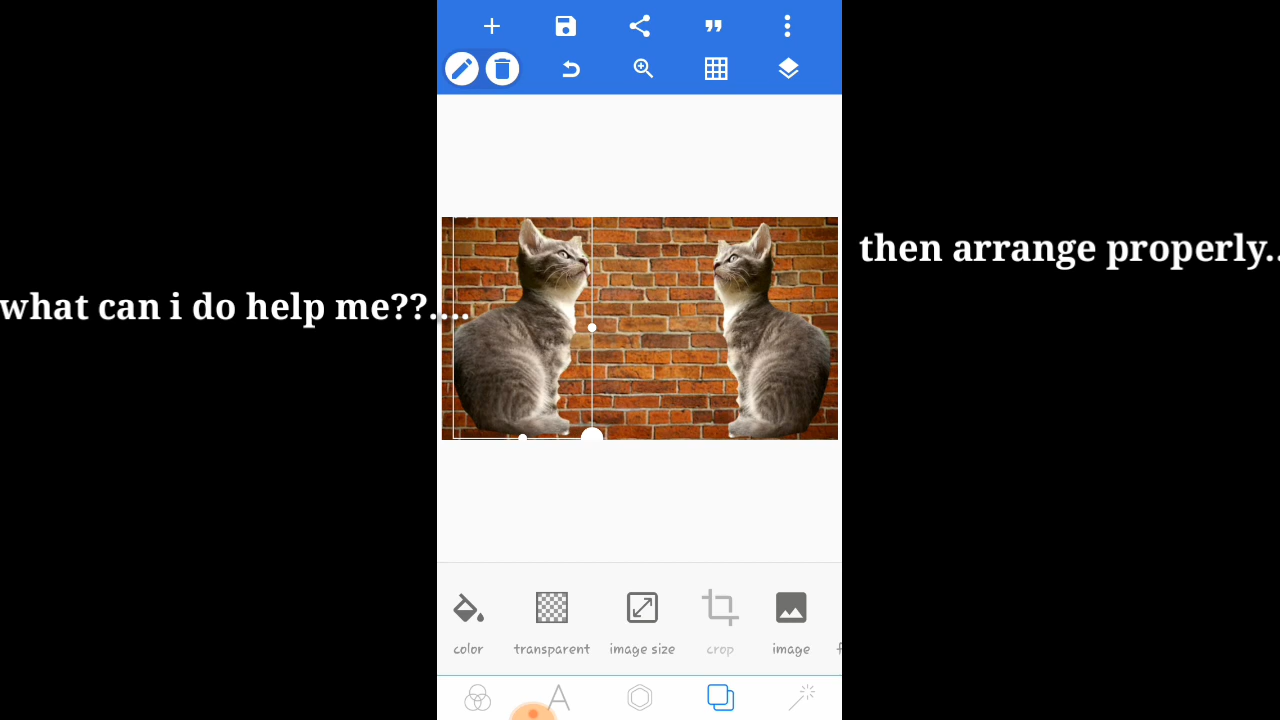 what can i do help me??....
then arrange properly..
color
transparent
image size
crop
image
f